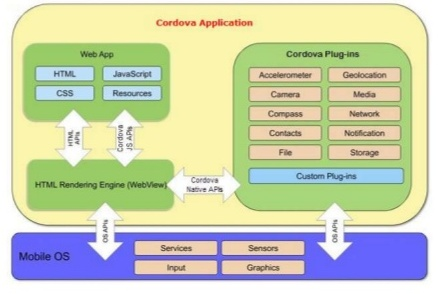 Cordova Application
Web App
HTML
JavaScript
CSS
Resources
HTML
APIs
Cordova
JS APIs
HTML Rendering Engine (WebView)
Cordova
Native APIs
Cordova Plug-ins
Accelerometer
Geolocation
Camera
Media
Compass
Network
Contacts
Notification
File
Storage
Custom Plug-ins
OS APIs
OS APIs
Mobile OS
Services
Sensors
Input
Graphics